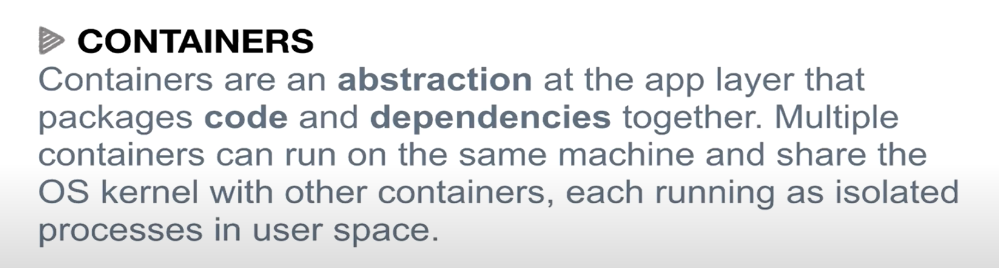 CONTAINERS
Containers are an abstraction at the app layer that
packages code and dependencies together. Multiple
containers can run on the same machine and share the
OS kernel with other containers, each running as isolated
processes in user space.